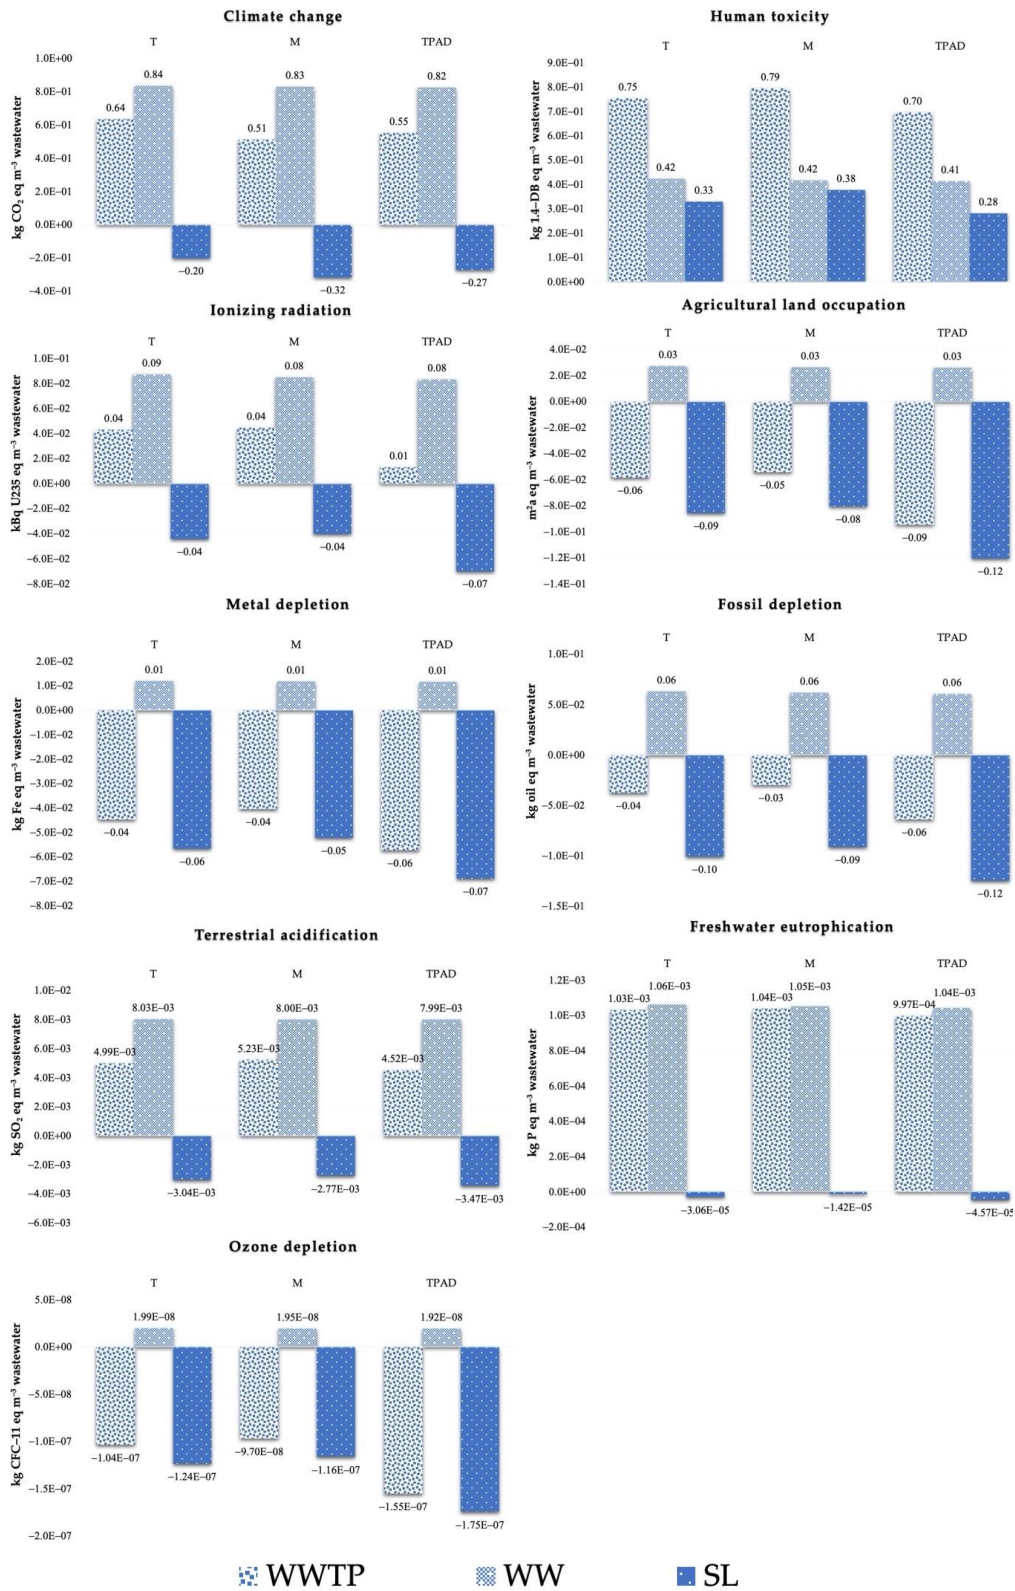 Climate change
T M TPAD
kg CO₂ eq m⁻³ wastewater
1.0E+00
8.0E−01
6.0E−01
4.0E−01
2.0E−01
0.0E+00
−2.0E−01
−4.0E−01
0.64 0.84 −0.20
0.51 0.83 −0.32
0.55 0.82 −0.27
Human toxicity
T M TPAD
kg 1.4–DB eq m⁻³ wastewater
9.0E−01
8.0E−01
7.0E−01
6.0E−01
5.0E−01
4.0E−01
3.0E−01
2.0E−01
1.0E−01
0.0E+00
0.75 0.42 0.33
0.79 0.42 0.38
0.70 0.41 0.28
Ionizing radiation
T M TPAD
kBq U235 eq m⁻³ wastewater
1.0E−01
8.0E−02
6.0E−02
4.0E−02
2.0E−02
0.0E+00
−2.0E−02
−4.0E−02
−6.0E−02
−8.0E−02
0.04 0.09 −0.04
0.04 0.08 −0.04
0.01 0.08 −0.07
Agricultural land occupation
T M TPAD
m²a eq m⁻³ wastewater
4.0E−02
2.0E−02
0.0E+00
−2.0E−02
−4.0E−02
−6.0E−02
−8.0E−02
−1.0E−01
−1.2E−01
−1.4E−01
−0.06 0.03 −0.09
−0.05 0.03 −0.08
−0.09 0.03 −0.12
Metal depletion
T M TPAD
kg Fe eq m⁻³ wastewater
2.0E−02
1.0E−02
0.0E+00
−1.0E−02
−2.0E−02
−3.0E−02
−4.0E−02
−5.0E−02
−6.0E−02
−7.0E−02
−8.0E−02
−0.04 0.01 −0.06
−0.04 0.01 −0.05
−0.06 0.01 −0.07
Fossil depletion
T M TPAD
kg oil eq m⁻³ wastewater
1.0E−01
5.0E−02
0.0E+00
−5.0E−02
−1.0E−01
−1.5E−01
−0.04 0.06 −0.10
−0.03 0.06 −0.09
−0.06 0.06 −0.12
Terrestrial acidification
T M TPAD
kg SO₂ eq m⁻³ wastewater
1.0E−02
8.0E−03
6.0E−03
4.0E−03
2.0E−03
0.0E+00
−2.0E−03
−4.0E−03
−6.0E−03
4.99E−03 8.03E−03 −3.04E−03
5.23E−03 8.00E−03 −2.77E−03
4.52E−03 7.99E−03 −3.47E−03
Freshwater eutrophication
T M TPAD
kg P eq m⁻³ wastewater
1.2E−03
1.0E−03
8.0E−04
6.0E−04
4.0E−04
2.0E−04
0.0E+00
−2.0E−04
1.03E−03 1.06E−03 −3.06E−05
1.04E−03 1.05E−03 −1.42E−05
9.97E−04 1.04E−03 −4.57E−05
Ozone depletion
T M TPAD
kg CFC–11 eq m⁻³ wastewater
5.0E−08
0.0E+00
−5.0E−08
−1.0E−07
−1.5E−07
−2.0E−07
−1.04E−07 1.99E−08 −1.24E−07
−9.70E−08 1.95E−08 −1.16E−07
−1.55E−07 1.92E−08 −1.75E−07
WWTP WW SL